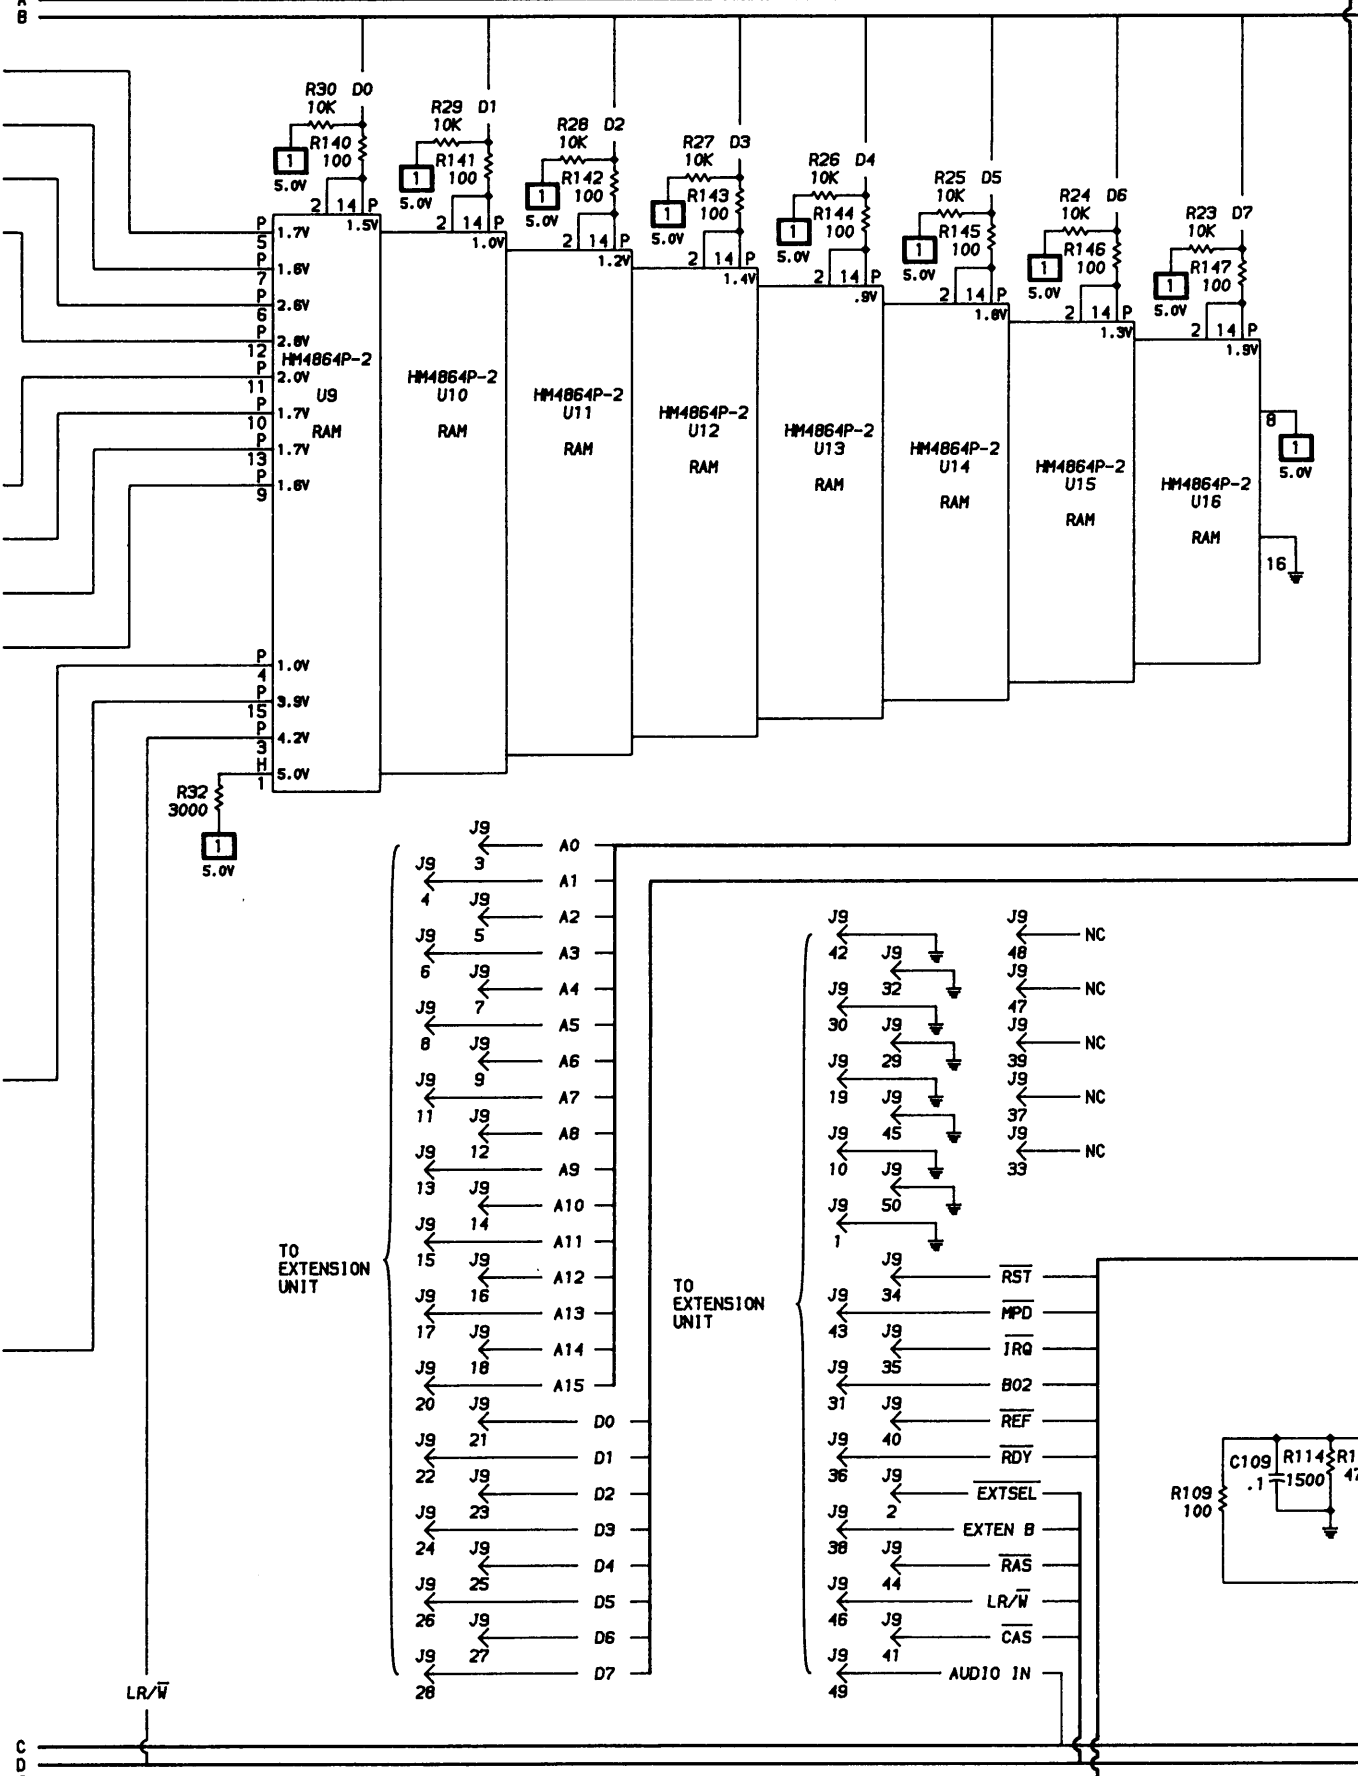 A
B
R30 D0
10K
R140
100
1
5.0V
2 14 P
1.5V
R29 D1
10K
R141
100
1
5.0V
2 14 P
1.0V
R28 D2
10K
R142
100
1
5.0V
2 14 P
1.2V
R27 D3
10K
R143
100
1
5.0V
2 14 P
1.4V
R26 D4
10K
R144
100
1
5.0V
2 14 P
.9V
R25 D5
10K
R145
100
1
5.0V
2 14 P
1.8V
R24 D6
10K
R146
100
1
5.0V
2 14 P
1.3V
R23 D7
10K
R147
100
1
5.0V
2 14 P
1.9V
P 1.7V
5
P 1.6V
7
P 2.6V
6
P 2.8V
12
P 2.0V
11
P 1.7V
10
P 1.7V
13
P 1.6V
9
P 1.0V
4
P 3.9V
15
P 4.2V
3
H 5.0V
1
HM4864P-2
U9
RAM
HM4864P-2
U10
RAM
HM4864P-2
U11
RAM
HM4864P-2
U12
RAM
HM4864P-2
U13
RAM
HM4864P-2
U14
RAM
HM4864P-2
U15
RAM
HM4864P-2
U16
RAM
8
1
5.0V
16
R32
3000
1
5.0V
TO
EXTENSION
UNIT
J9 A0
3
J9 A1
4
J9 A2
5
J9 A3
6
J9 A4
7
J9 A5
8
J9 A6
9
J9 A7
11
J9 A8
12
J9 A9
13
J9 A10
14
J9 A11
15
J9 A12
16
J9 A13
17
J9 A14
18
J9 A15
20
J9 D0
21
J9 D1
22
J9 D2
23
J9 D3
24
J9 D4
25
J9 D5
26
J9 D6
27
J9 D7
28
TO
EXTENSION
UNIT
J9
42
J9
32
J9
30
J9
29
J9
19
J9
45
J9
10
J9
50
J9
1
J9 NC
48
J9 NC
47
J9 NC
39
J9 NC
37
J9 NC
33
J9 R̅S̅T̅
34
J9 M̅P̅D̅
43
J9 I̅R̅Q̅
35
J9 B02
31
J9 R̅E̅F̅
40
J9 R̅D̅Y̅
36
J9 E̅X̅T̅S̅E̅L̅
2
J9 EXTEN B
38
J9 R̅A̅S̅
44
J9 LR/W̅
46
J9 C̅A̅S̅
41
J9 AUDIO IN
49
C109
.1
R114
1500
R1
47
R109
100
LR/W̅
C
D